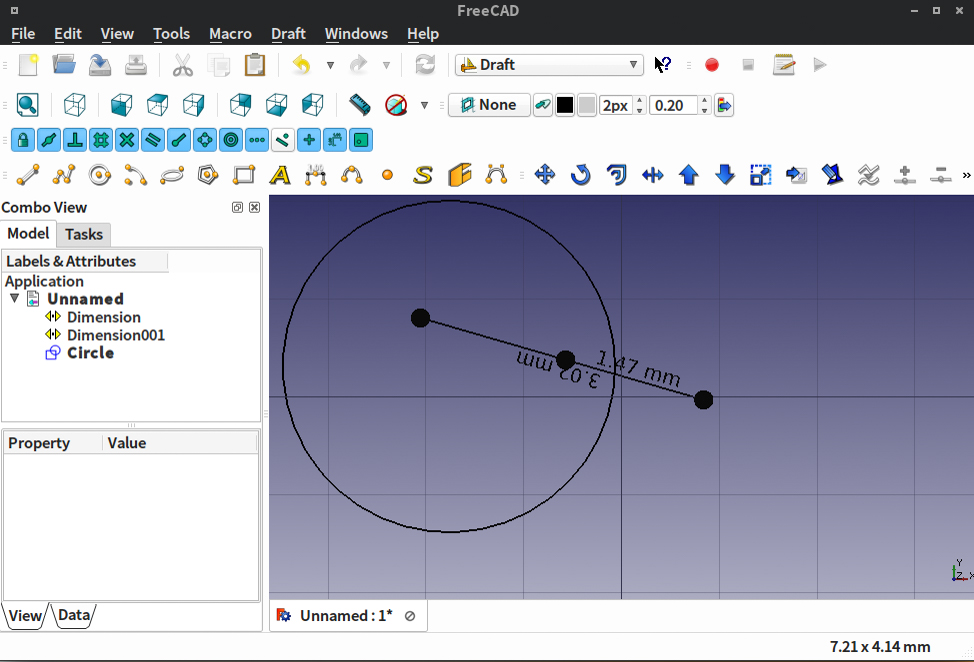 FreeCAD
File Edit View Tools Macro Draft Windows Help
Draft
None 2px 0.20
Combo View
Model Tasks
Labels & Attributes
Application
Unnamed
Dimension
Dimension001
Circle
1.47 mm
3.02 mm
Property Value
View Data
Y
Z X
Unnamed : 1*
7.21 x 4.14 mm